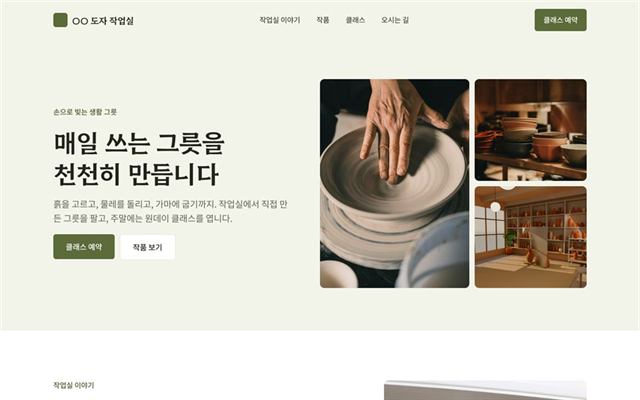 ○○ 도자 작업실
작업실 이야기
작품
클래스
오시는 길
클래스 예약
손으로 빚는 생활 그릇
매일 쓰는 그릇을
천천히 만듭니다
흙을 고르고, 물레를 돌리고, 가마에 굽기까지. 작업실에서 직접 만
든 그릇을 팔고, 주말에는 원데이 클래스를 엽니다.
클래스 예약
작품 보기
작업실 이야기